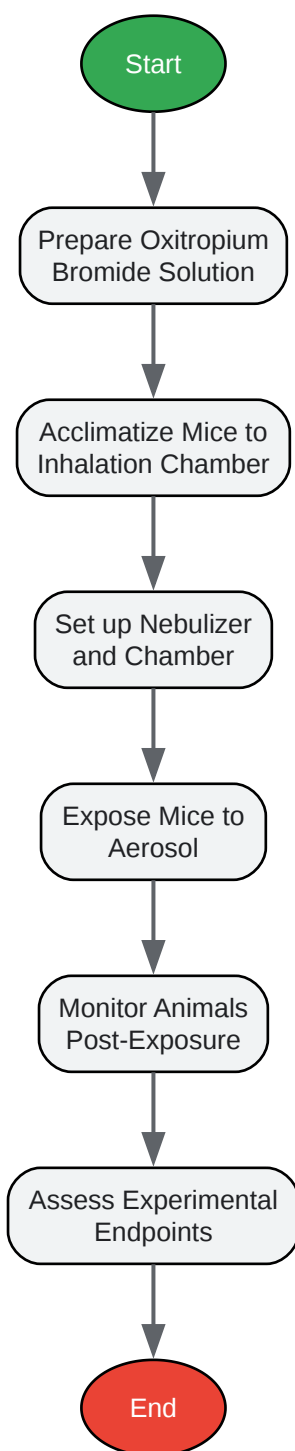 Start
Prepare Oxitropium
Bromide Solution
Acclimatize Mice to
Inhalation Chamber
Set up Nebulizer
and Chamber
Expose Mice to
Aerosol
Monitor Animals
Post-Exposure
Assess Experimental
Endpoints
End